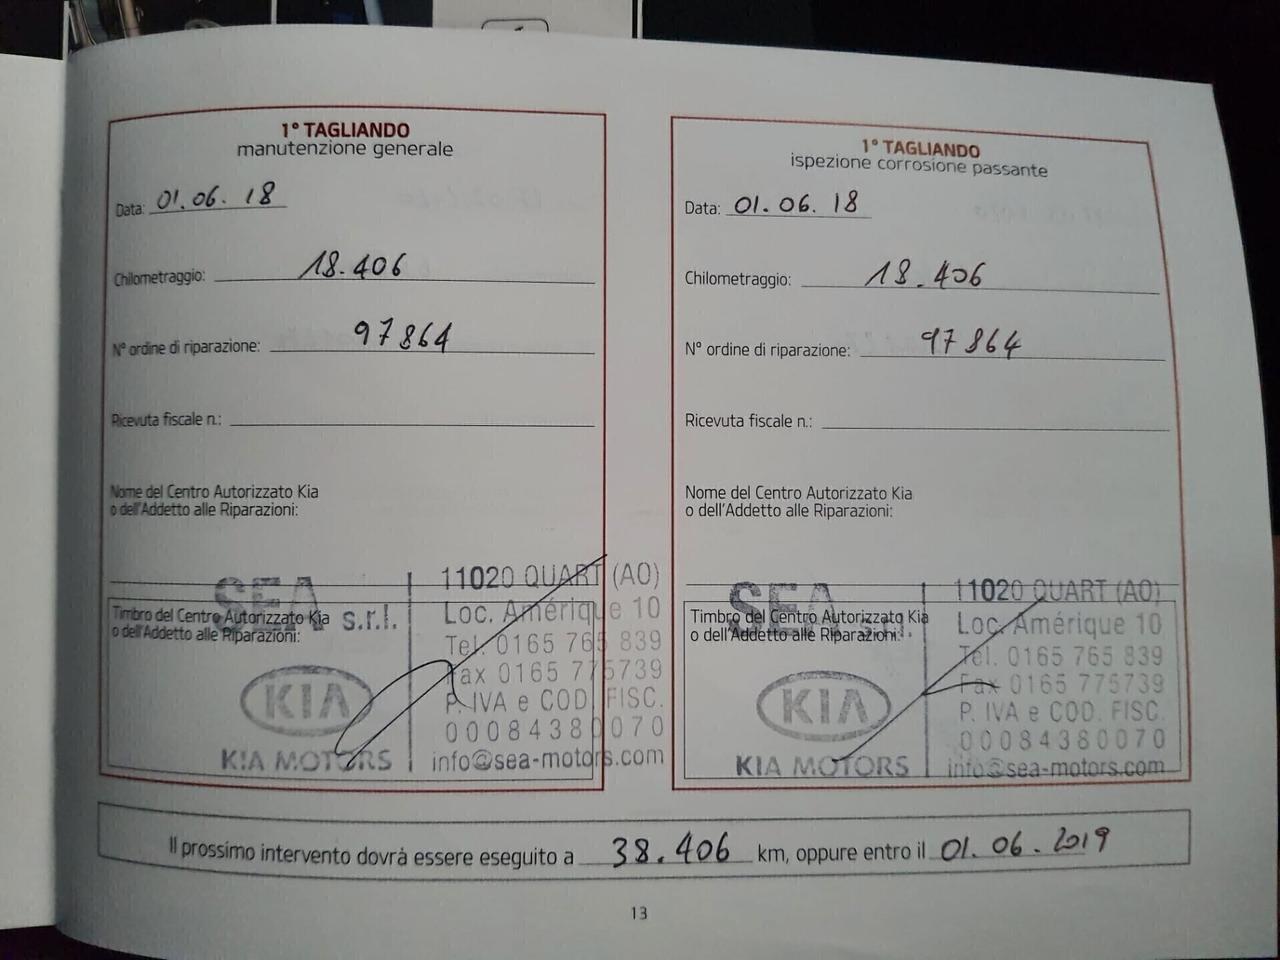 1° TAGLIANDO
manutenzione generale
Data: 01.06.18
Chilometraggio: 18.406
N° ordine di riparazione: 97864
Ricevuta fiscale n.:
Nome del Centro Autorizzato Kia
o dell'Addetto alle Riparazioni:
Timbro del Centro Autorizzato Kia
o dell'Addetto alle Riparazioni:
SEA s.r.l.
KIA
KIA MOTORS
11020 QUART (AO)
Loc. Amérique 10
Tel. 0165 765 839
Fax 0165 775739
P. IVA e COD. FISC.
00084380070
info@sea-motors.com
1° TAGLIANDO
ispezione corrosione passante
Data: 01.06.18
Chilometraggio: 18.406
N° ordine di riparazione: 97864
Ricevuta fiscale n.:
Nome del Centro Autorizzato Kia
o dell'Addetto alle Riparazioni:
Timbro del Centro Autorizzato Kia
o dell'Addetto alle Riparazioni:
SEA s.r.l.
KIA
KIA MOTORS
11020 QUART (AO)
Loc. Amérique 10
Tel. 0165 765 839
Fax 0165 775739
P. IVA e COD. FISC.
00084380070
info@sea-motors.com
Il prossimo intervento dovrà essere eseguito a 38.406 km, oppure entro il 01.06.2019
13